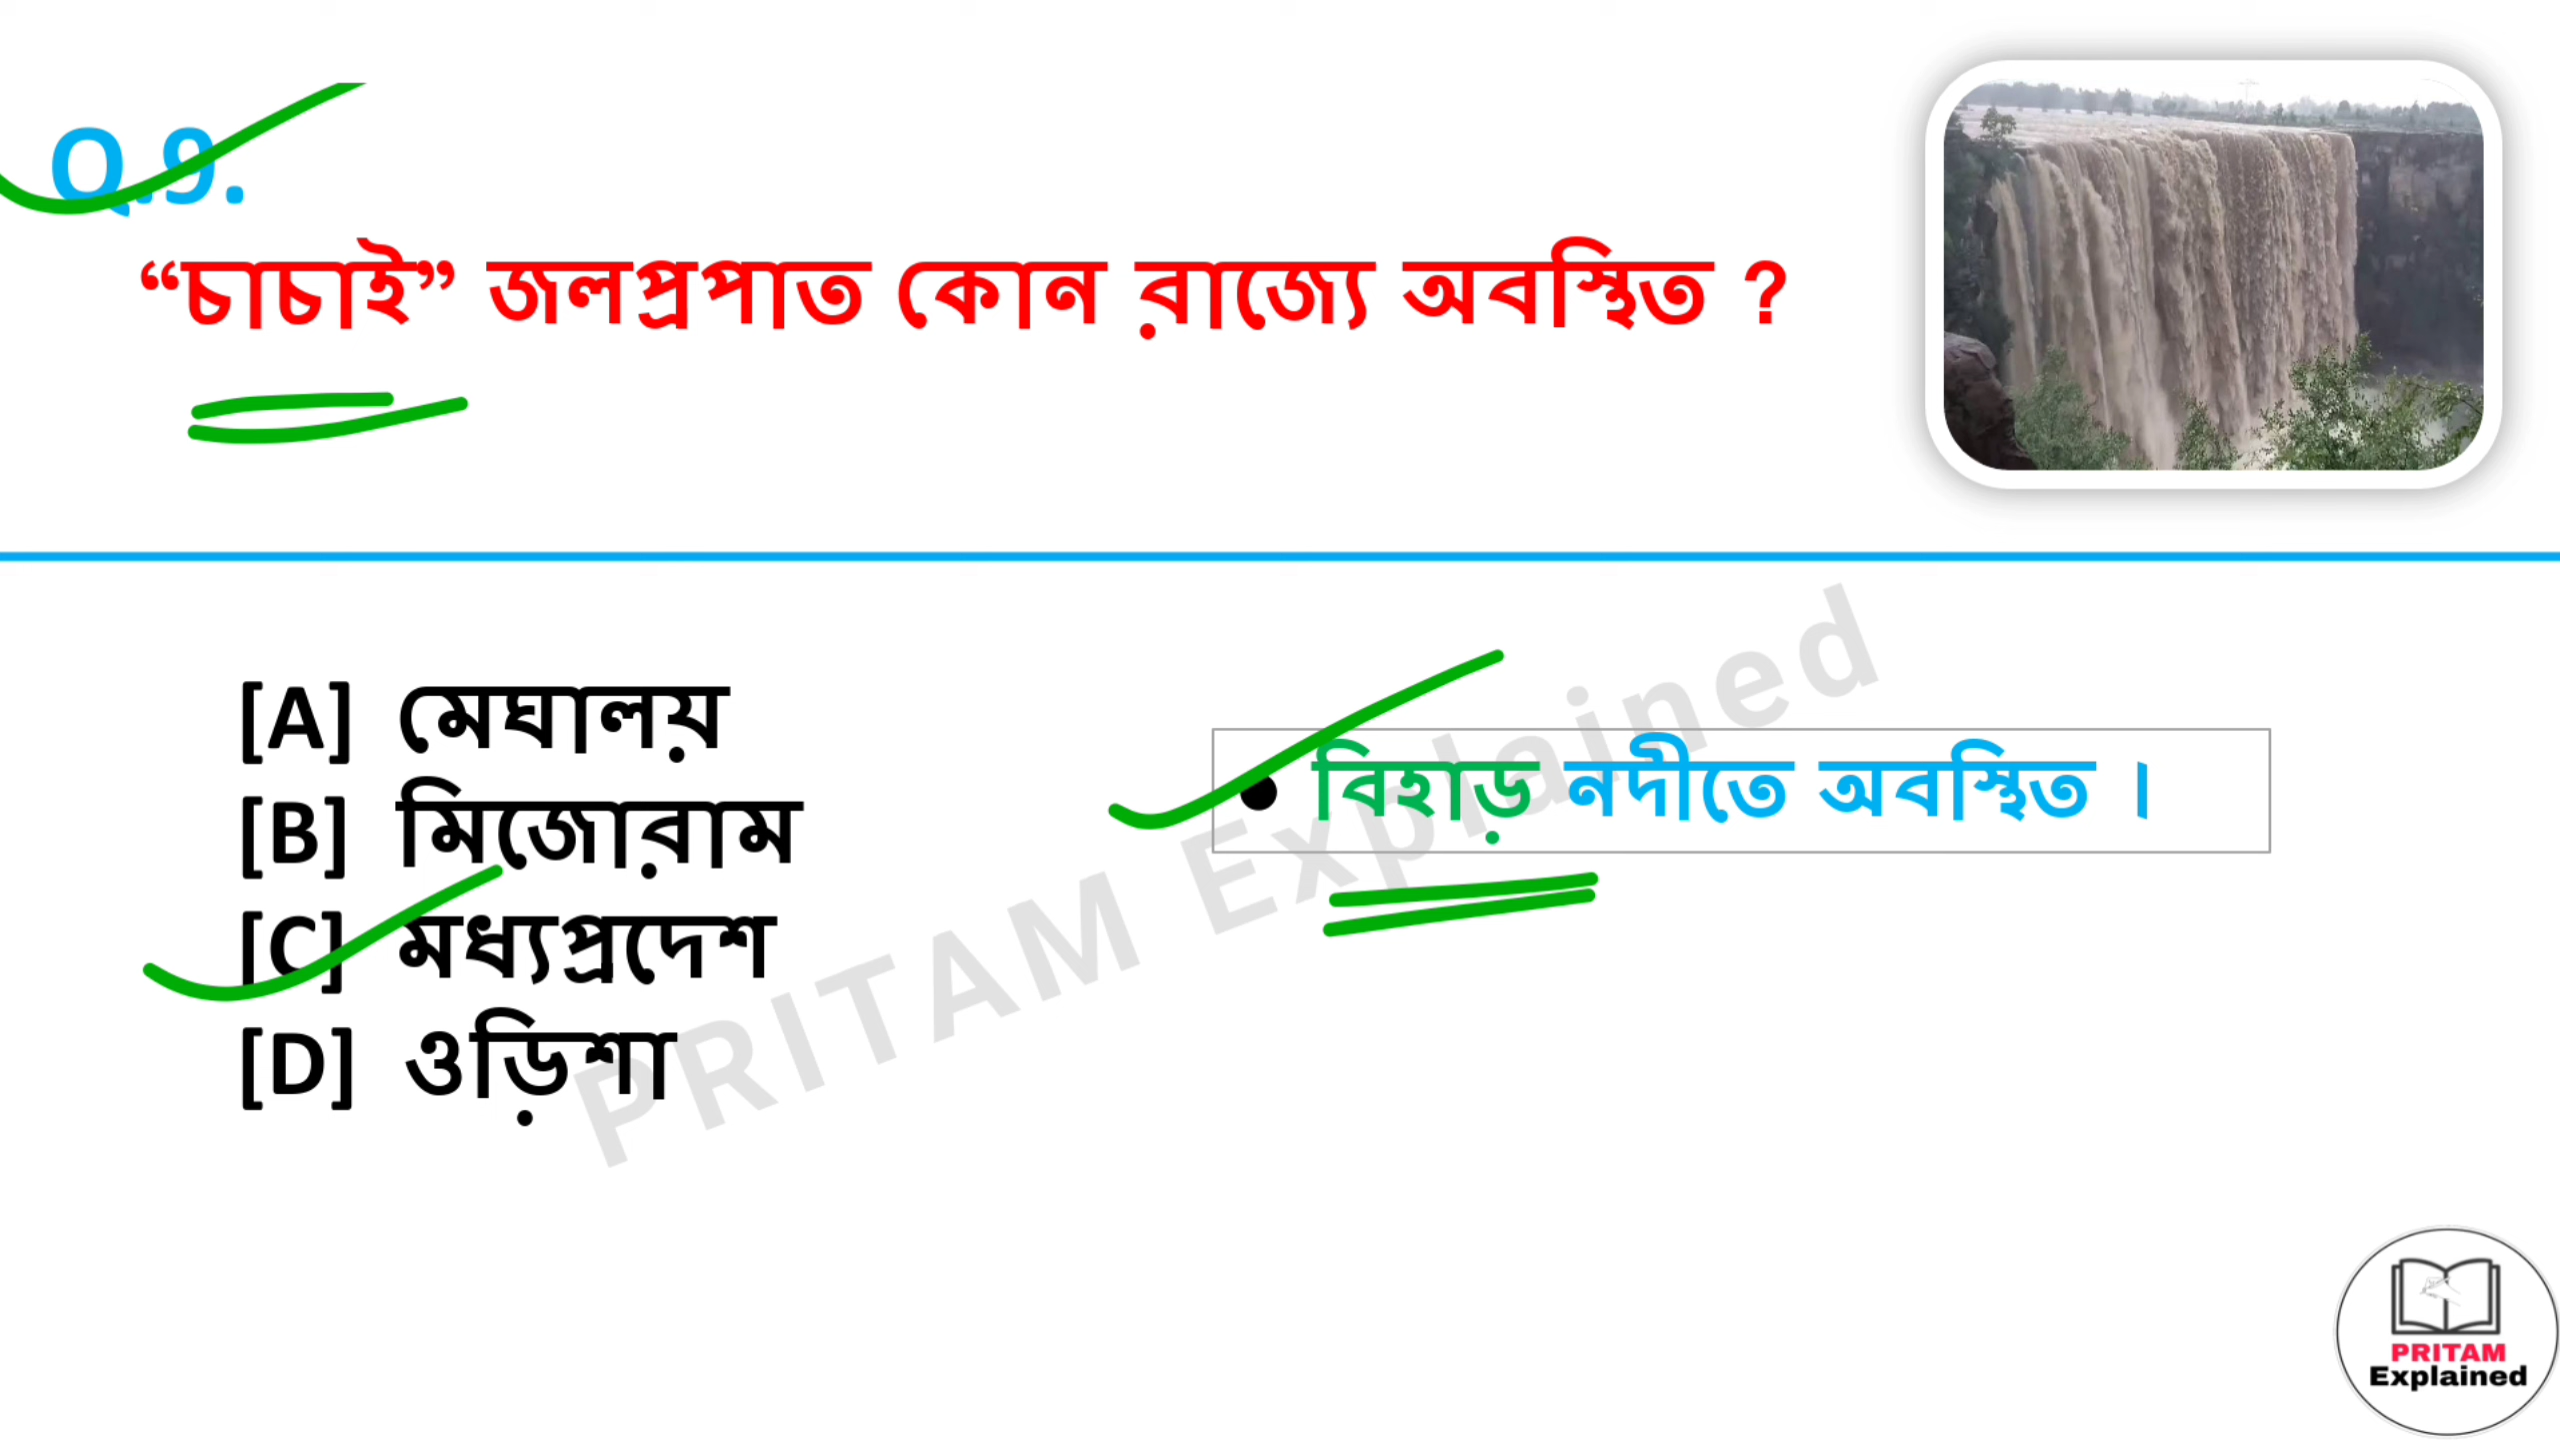 Q.9.
“চাচাই” জলপ্রপাত কোন রাজ্যে অবস্থিত ?
[A] মেঘালয়
[B] মিজোরাম
[C] মধ্যপ্রদেশ
[D] ওড়িশা
• বিহাড় নদীতে অবস্থিত ।
PRITAM Explained
PRITAM
Explained